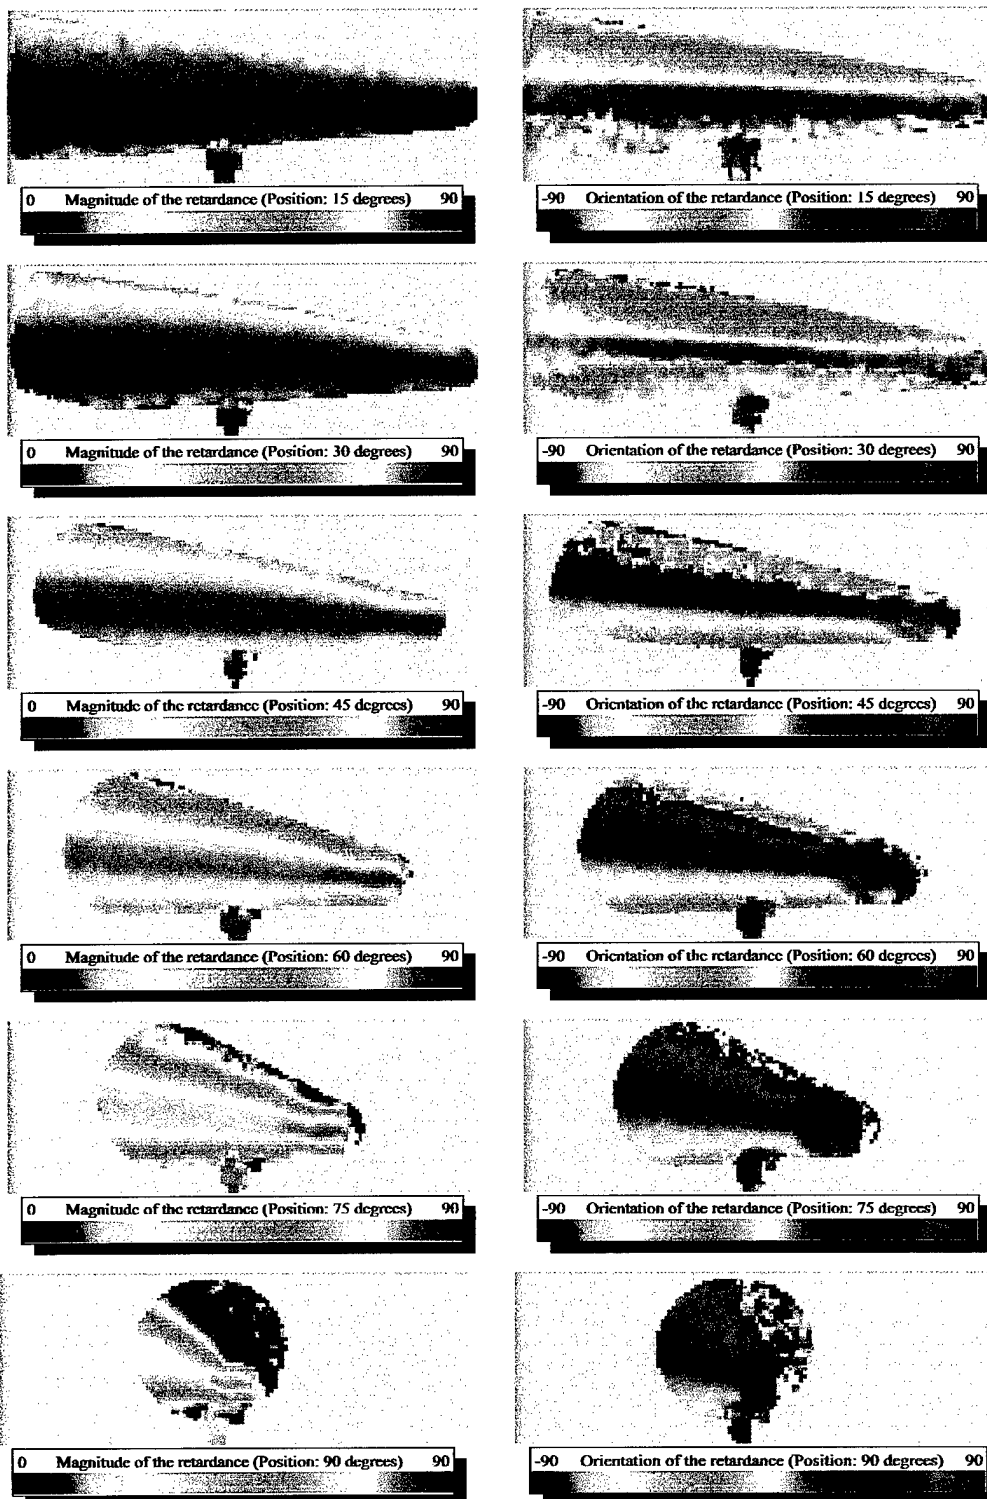 0 Magnitude of the retardance (Position: 15 degrees) 90
-90 Orientation of the retardance (Position: 15 degrees) 90
0 Magnitude of the retardance (Position: 30 degrees) 90
-90 Orientation of the retardance (Position: 30 degrees) 90
0 Magnitude of the retardance (Position: 45 degrees) 90
-90 Orientation of the retardance (Position: 45 degrees) 90
0 Magnitude of the retardance (Position: 60 degrees) 90
-90 Orientation of the retardance (Position: 60 degrees) 90
0 Magnitude of the retardance (Position: 75 degrees) 90
-90 Orientation of the retardance (Position: 75 degrees) 90
0 Magnitude of the retardance (Position: 90 degrees) 90
-90 Orientation of the retardance (Position: 90 degrees) 90